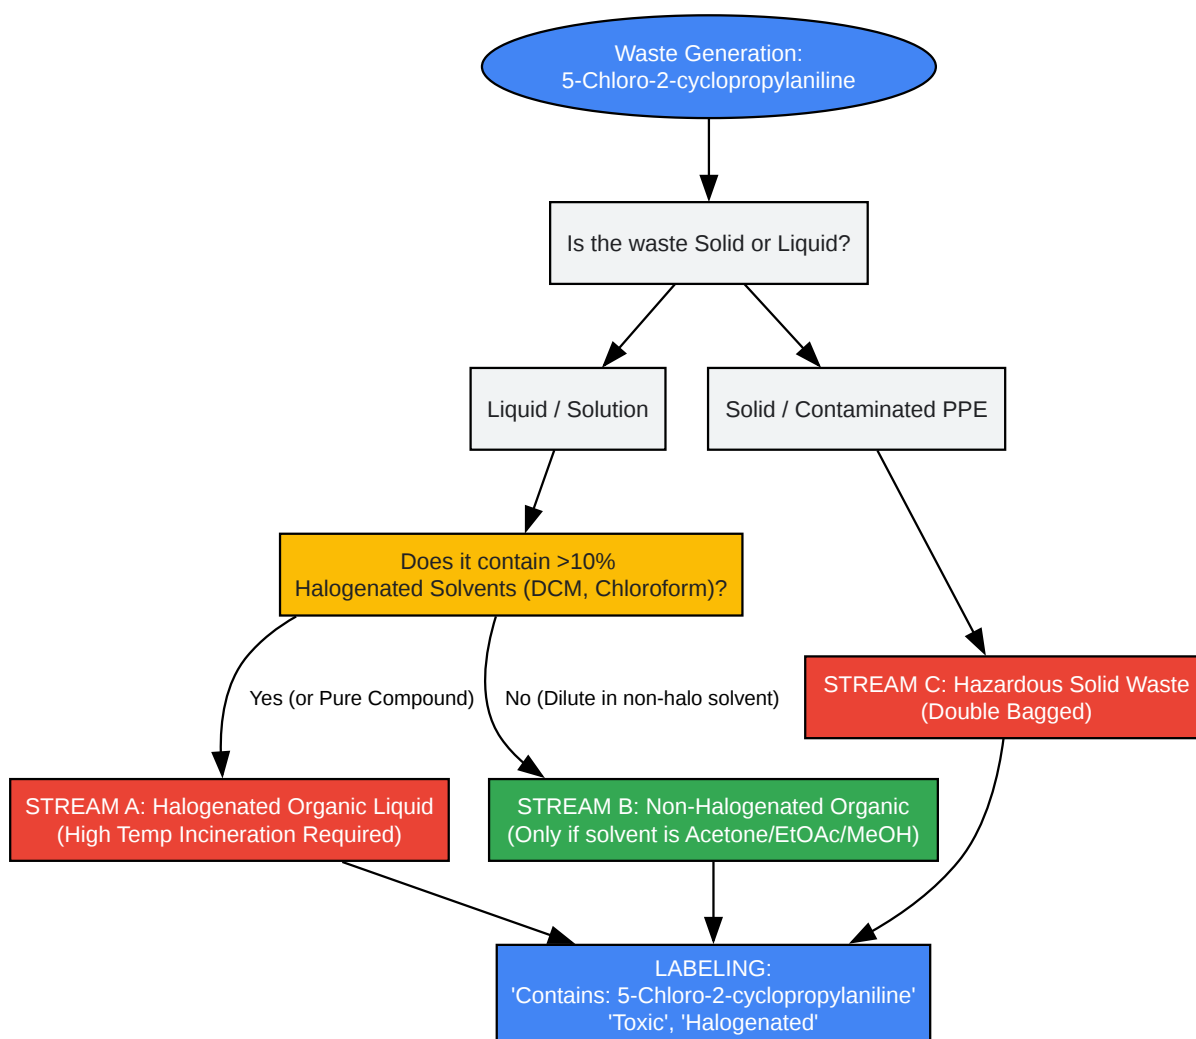 Waste Generation:
5-Chloro-2-cyclopropylaniline
Is the waste Solid or Liquid?
Liquid / Solution
Solid / Contaminated PPE
Does it contain >10%
Halogenated Solvents (DCM, Chloroform)?
Yes (or Pure Compound)
No (Dilute in non-halo solvent)
STREAM C: Hazardous Solid Waste
(Double Bagged)
STREAM A: Halogenated Organic Liquid
(High Temp Incineration Required)
STREAM B: Non-Halogenated Organic
(Only if solvent is Acetone/EtOAc/MeOH)
LABELING:
'Contains: 5-Chloro-2-cyclopropylaniline'
'Toxic', 'Halogenated'